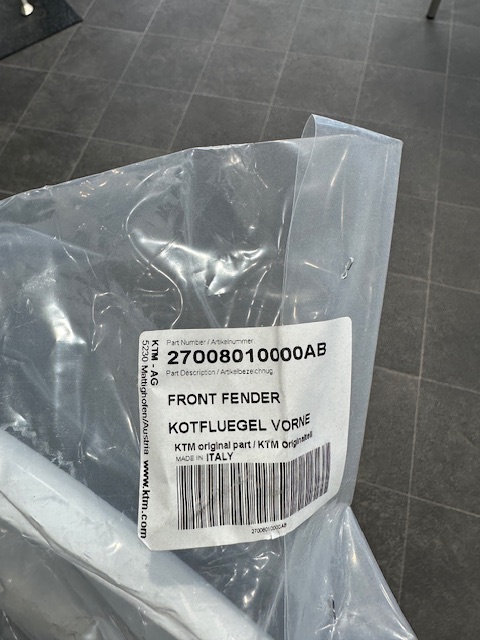 Part Number / Artikelnummer
27008010000AB
Part Description / Artikelbezeichnug
FRONT FENDER
KOTFLUEGEL VORNE
KTM original part / KTM Originalteil
MADE IN ITALY
27008010000AB
KTM - AG
5230 Mattighofen/Austria www.ktm.com